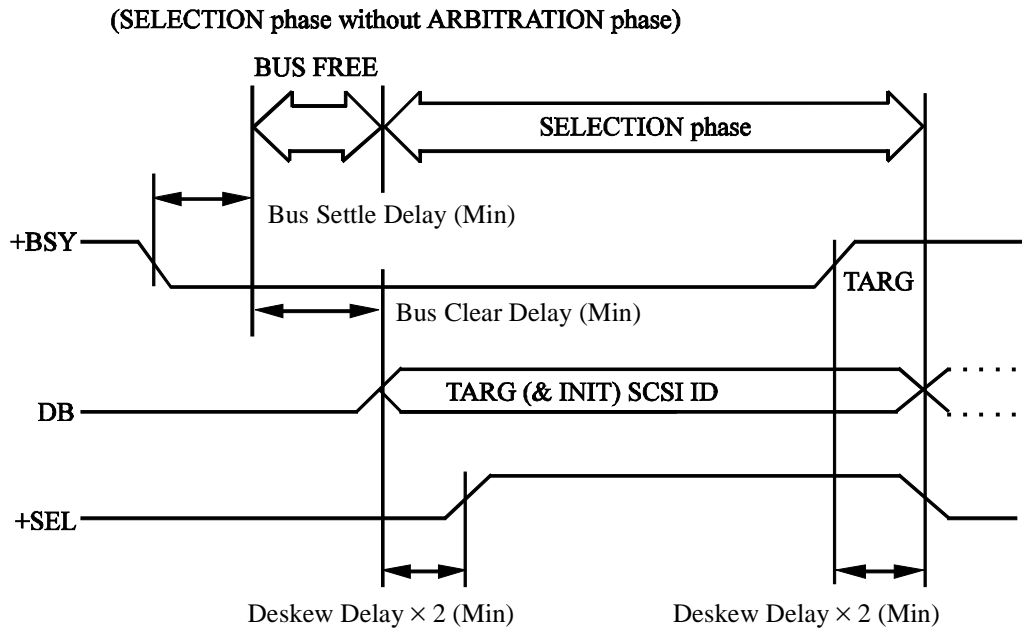 (SELECTION phase without ARBITRATION phase)
BUS FREE
SELECTION phase
Bus Settle Delay (Min)
+BSY
TARG
Bus Clear Delay (Min)
DB
TARG (& INIT) SCSI ID
+SEL
Deskew Delay × 2 (Min)
Deskew Delay × 2 (Min)